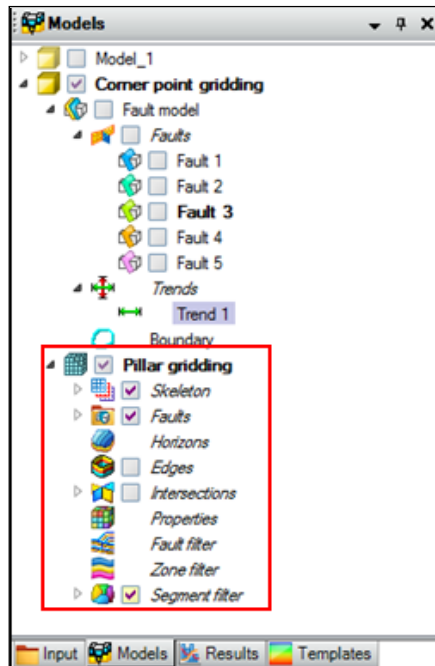 Models
Model_1
Corner point gridding
Fault model
Faults
Fault 1
Fault 2
Fault 3
Fault 4
Fault 5
Trends
Trend 1
Boundary
Pillar gridding
Skeleton
Faults
Horizons
Edges
Intersections
Properties
Fault filter
Zone filter
Segment filter
Input Models Results Templates